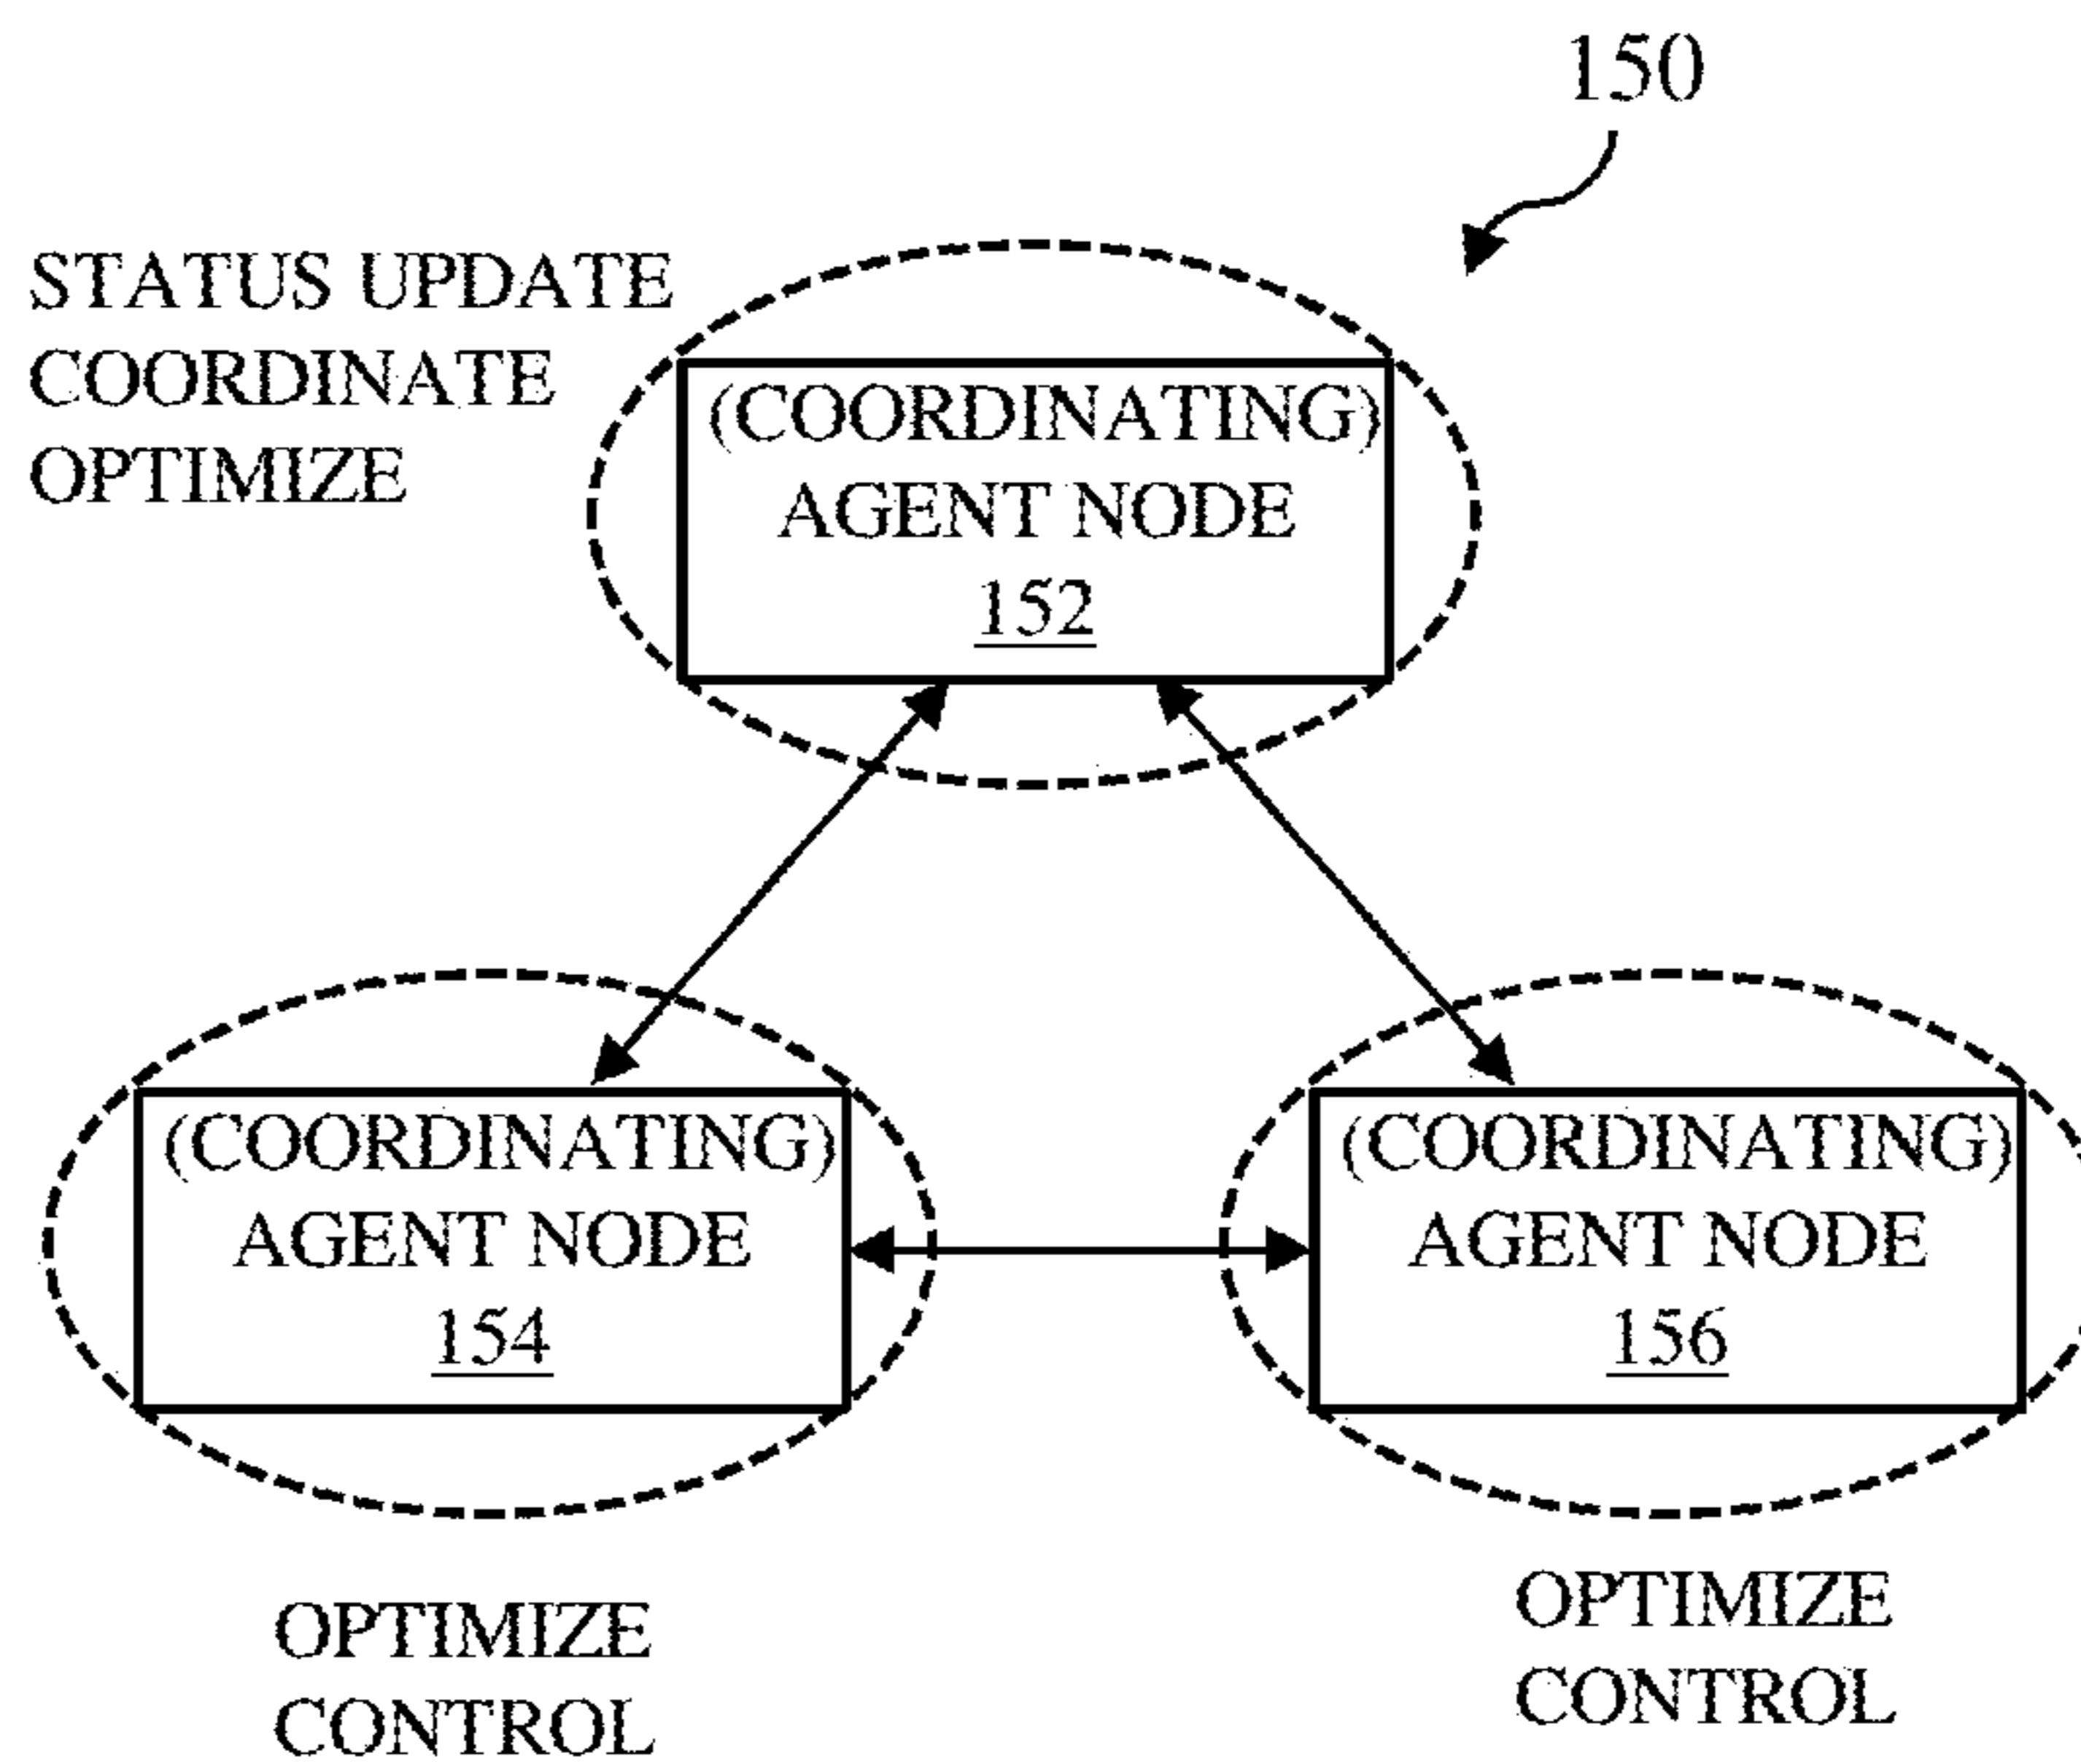 150
STATUS UPDATE
COORDINATE
OPTIMIZE
(COORDINATING)
AGENT NODE
152
(COORDINATING)
AGENT NODE
154
(COORDINATING)
AGENT NODE
156
OPTIMIZE
CONTROL
OPTIMIZE
CONTROL